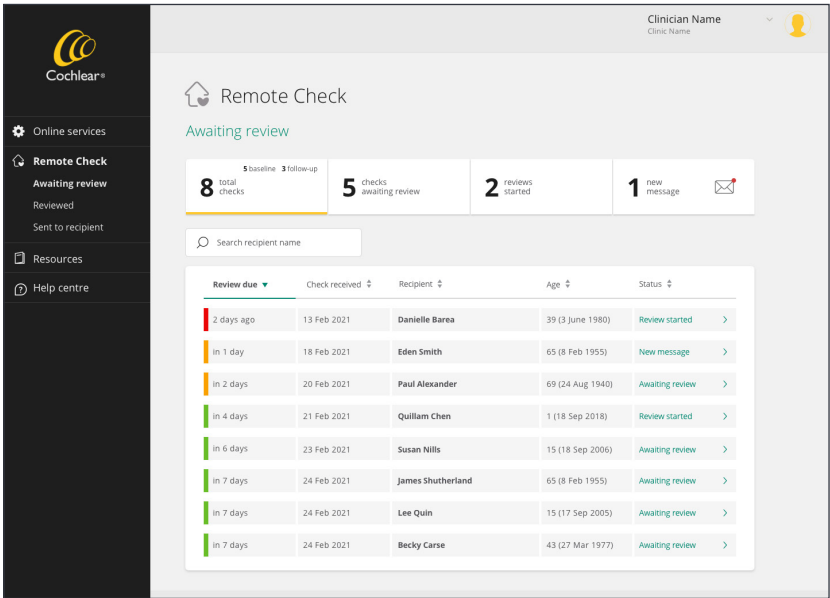 Cochlear®
Online services
Remote Check
Awaiting review
Reviewed
Sent to recipient
Resources
Help centre
Clinician Name
Clinic Name
Remote Check
Awaiting review
5 baseline 3 follow-up
8 total checks
5 checks awaiting review
2 reviews started
1 new message
Search recipient name
Review due Check received Recipient Age Status
2 days ago 13 Feb 2021 Danielle Barea 39 (3 June 1980) Review started
in 1 day 18 Feb 2021 Eden Smith 65 (8 Feb 1955) New message
in 2 days 20 Feb 2021 Paul Alexander 69 (24 Aug 1940) Awaiting review
in 4 days 21 Feb 2021 Quillam Chen 1 (18 Sep 2018) Review started
in 6 days 23 Feb 2021 Susan Nills 15 (18 Sep 2006) Awaiting review
in 7 days 24 Feb 2021 James Shutherland 65 (8 Feb 1955) Awaiting review
in 7 days 24 Feb 2021 Lee Quin 15 (17 Sep 2005) Awaiting review
in 7 days 24 Feb 2021 Becky Carse 43 (27 Mar 1977) Awaiting review